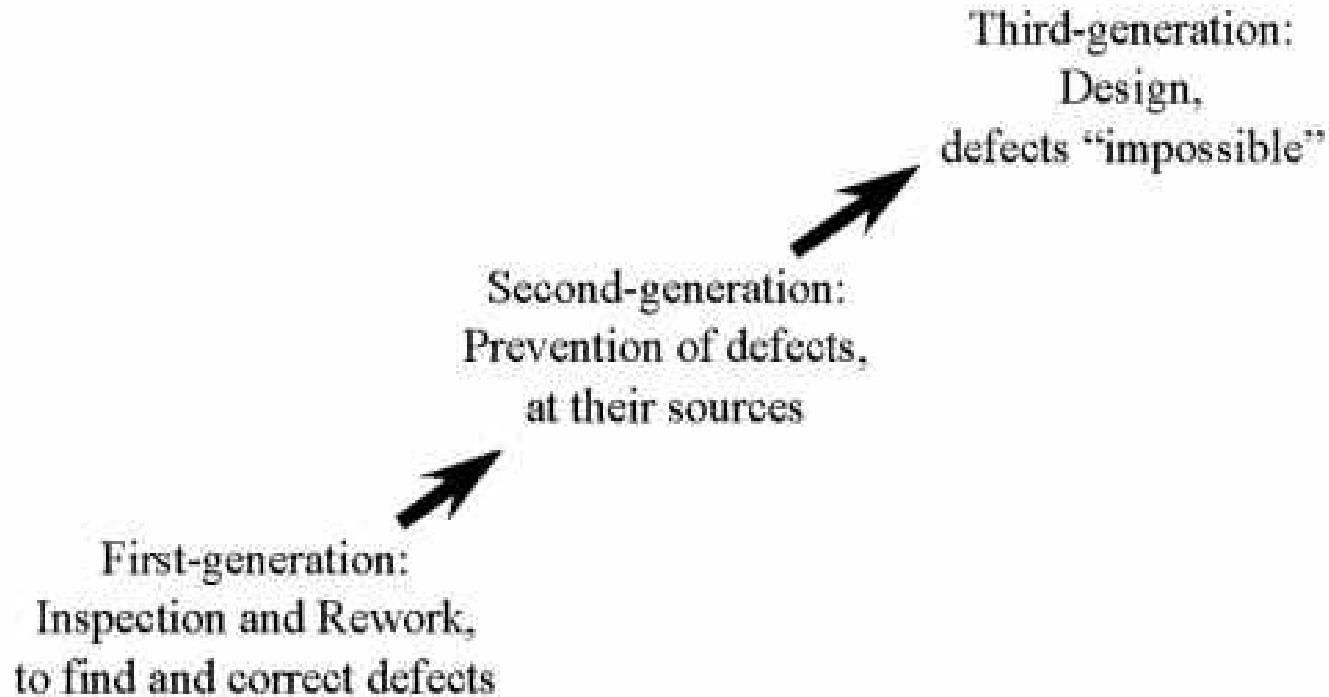 Third-generation:
Design,
defects “impossible”
Second-generation:
Prevention of defects,
at their sources
First-generation:
Inspection and Rework,
to find and correct defects